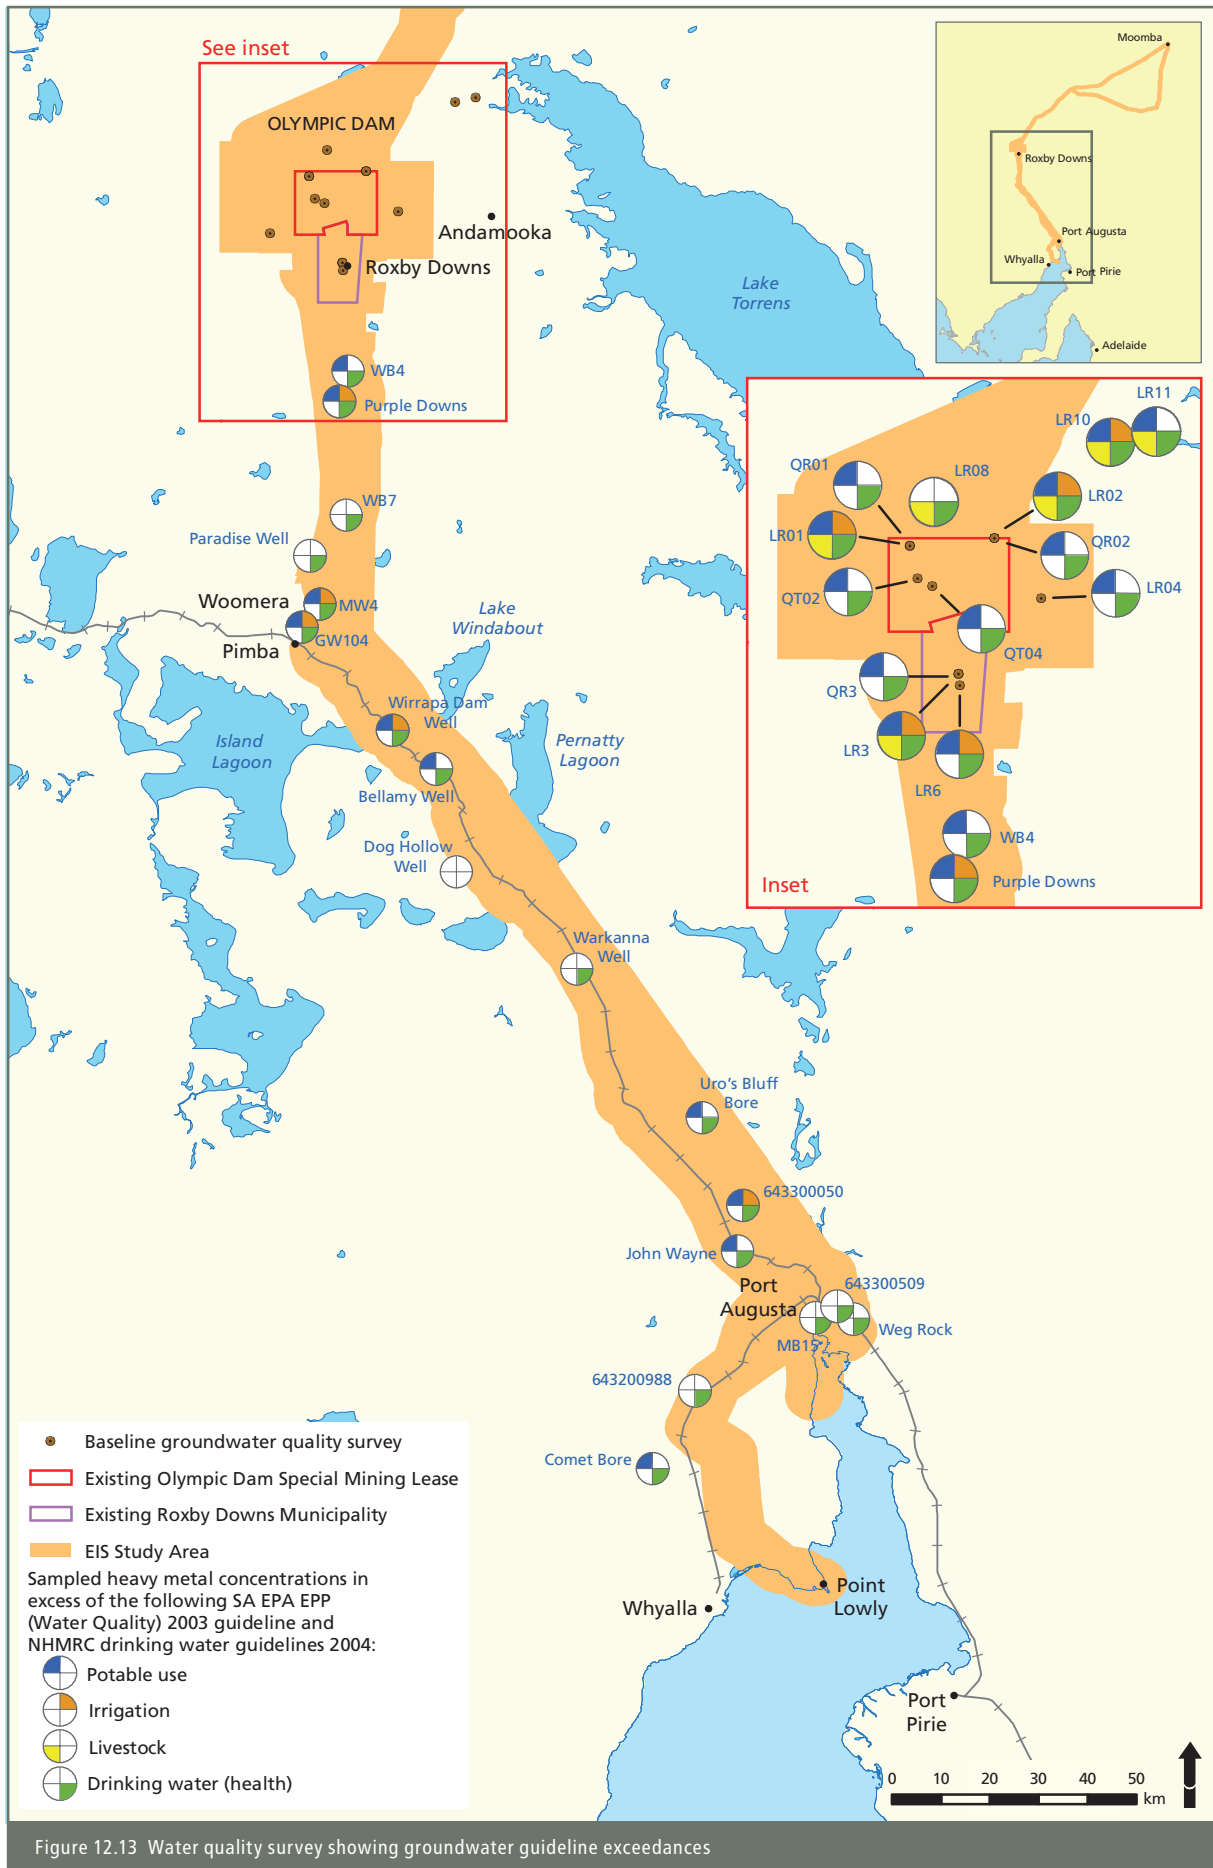 See inset
OLYMPIC DAM
Andamooka
Roxby Downs
Lake
Torrens
WB4
Purple Downs
WB7
Paradise Well
Woomera
MW4
GW104
Pimba
Lake
Windabout
Wirrapa Dam
Well
Island
Lagoon
Pernatty
Lagoon
Bellamy Well
Dog Hollow
Well
Warkanna
Well
Uro's Bluff
Bore
643300050
John Wayne
Port
Augusta
643300509
Weg Rock
MB15
643200988
Comet Bore
Point
Lowly
Whyalla
Port
Pirie
Moomba
Roxby Downs
Port Augusta
Whyalla
Port Pirie
Adelaide
LR11
LR10
QR01
LR08
LR02
LR01
QR02
QT02
LR04
QT04
QR3
LR3
LR6
WB4
Purple Downs
Inset
Baseline groundwater quality survey
Existing Olympic Dam Special Mining Lease
Existing Roxby Downs Municipality
EIS Study Area
Sampled heavy metal concentrations in
excess of the following SA EPA EPP
(Water Quality) 2003 guideline and
NHMRC drinking water guidelines 2004:
Potable use
Irrigation
Livestock
Drinking water (health)
0 10 20 30 40 50
km
Figure 12.13 Water quality survey showing groundwater guideline exceedances